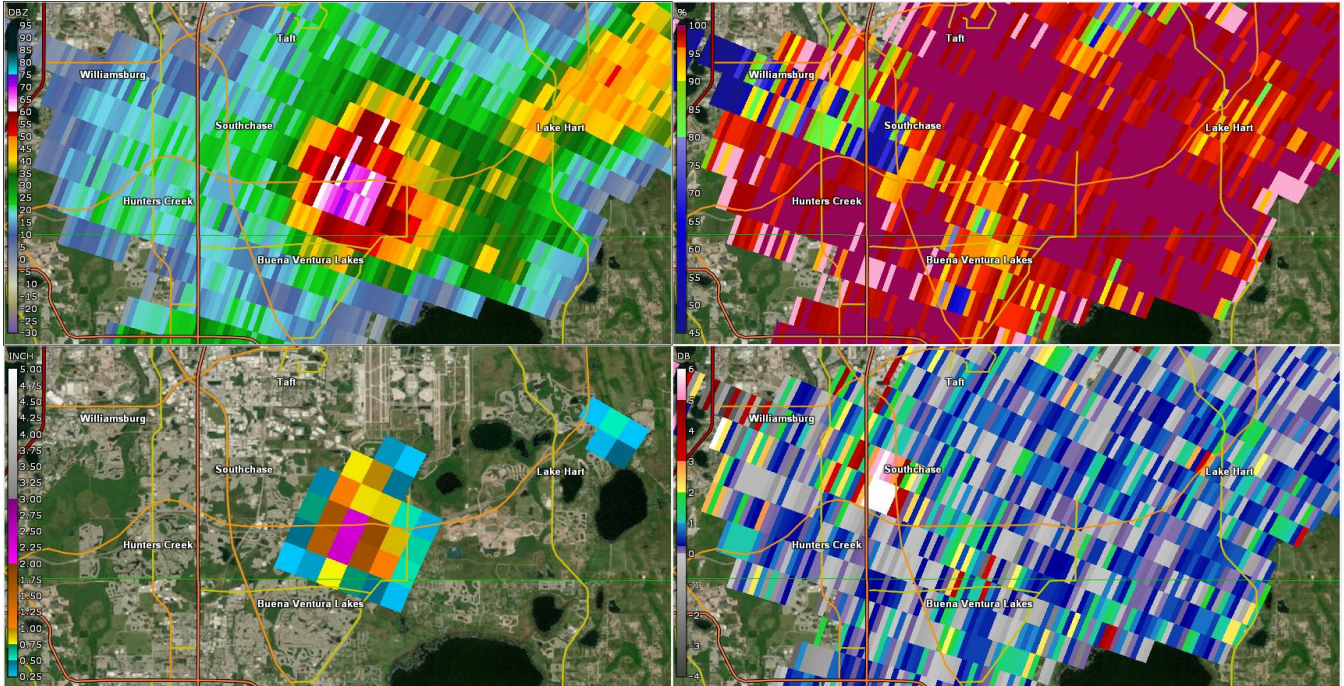 DBZ
95
90
85
80
75
70
65
60
55
50
45
40
35
30
25
20
15
10
5
0
-5
-10
-15
-20
-25
-30
Taft
Williamsburg
Southchase
Lake Hart
Hunters Creek
Buena Ventura Lakes
%
100
95
90
85
80
75
70
65
60
55
50
45
Taft
Williamsburg
Southchase
Lake Hart
Hunters Creek
Buena Ventura Lakes
INCH
5.00
4.75
4.50
4.25
4.00
3.75
3.50
3.25
3.00
2.75
2.50
2.25
2.00
1.75
1.50
1.25
1.00
0.75
0.50
0.25
Taft
Williamsburg
Southchase
Lake Hart
Hunters Creek
Buena Ventura Lakes
DB
6
5
4
3
2
1
0
-1
-2
-3
-4
Taft
Williamsburg
Southchase
Lake Hart
Hunters Creek
Buena Ventura Lakes